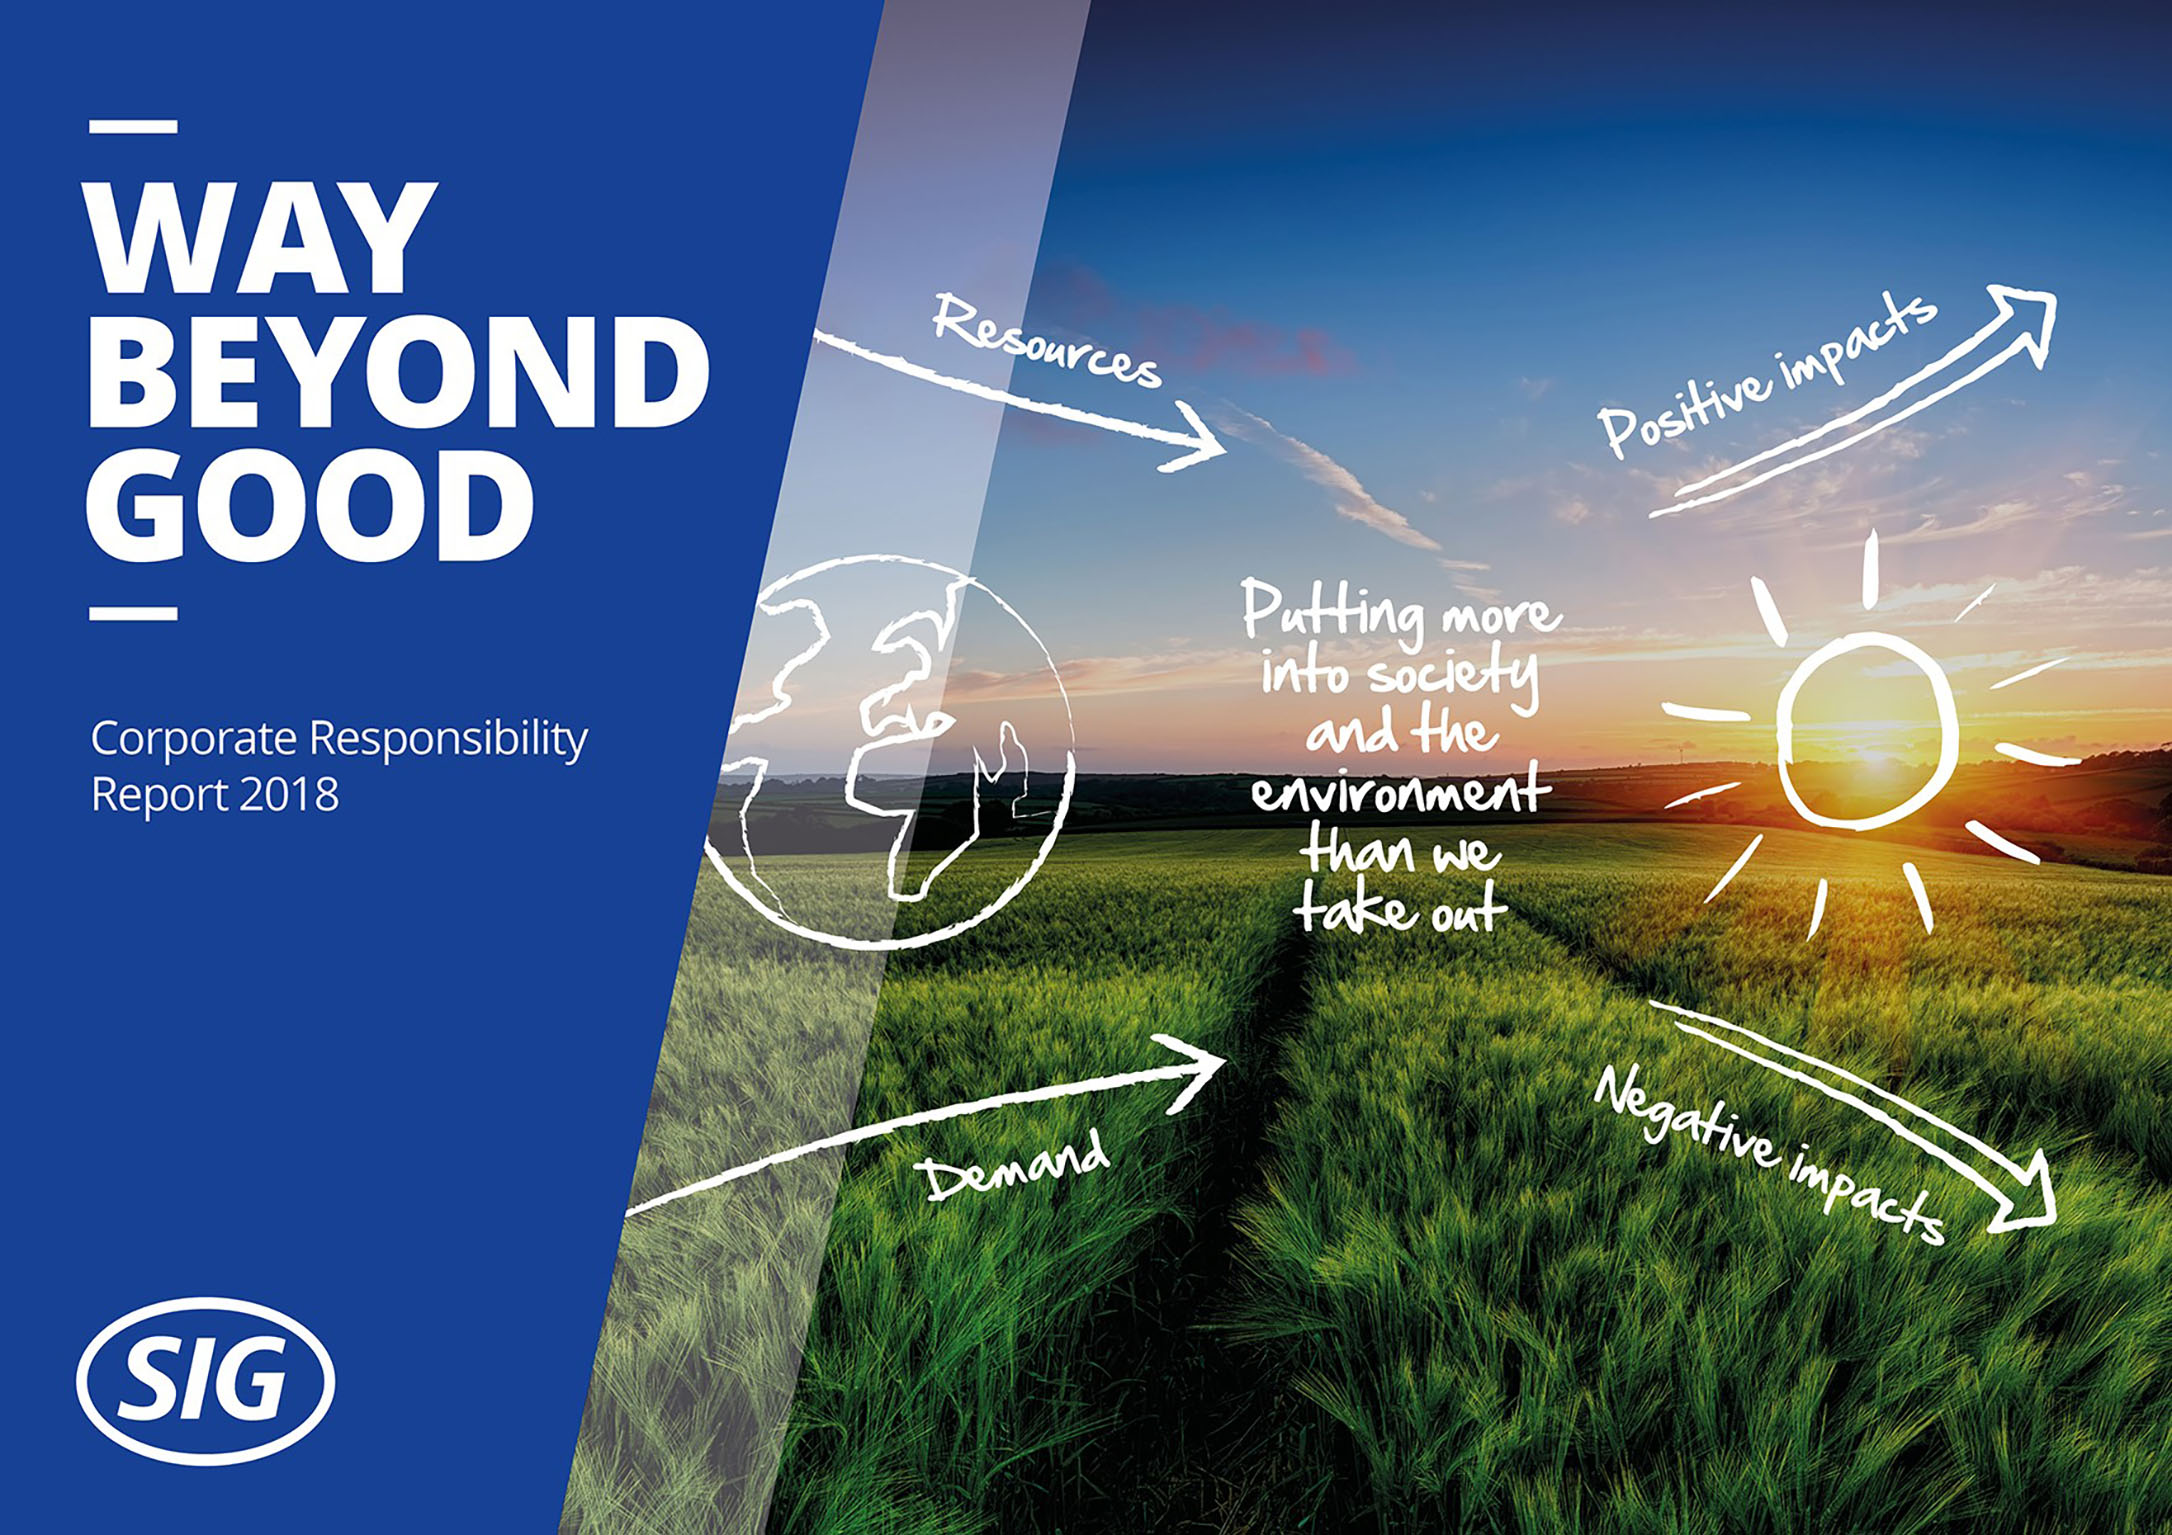 WAY
BEYOND
GOOD
Corporate Responsibility
Report 2018
SIG
Resources
Positive impacts
Putting more
into society
and the
environment
than we
take out
Demand
Negative impacts